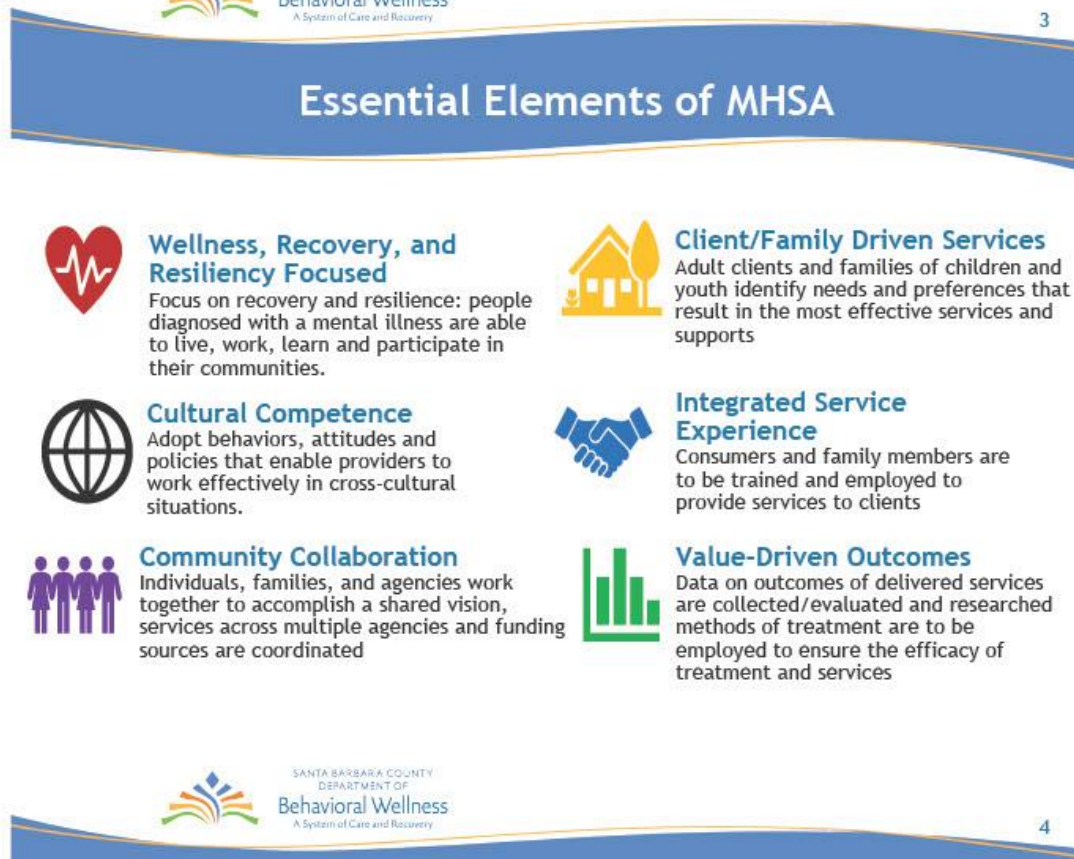 Behavioral Wellness
A System of Care and Recovery
3
Essential Elements of MHSA
Wellness, Recovery, and
Resiliency Focused
Focus on recovery and resilience: people
diagnosed with a mental illness are able
to live, work, learn and participate in
their communities.
Cultural Competence
Adopt behaviors, attitudes and
policies that enable providers to
work effectively in cross-cultural
situations.
Community Collaboration
Individuals, families, and agencies work
together to accomplish a shared vision,
services across multiple agencies and funding
sources are coordinated
Client/Family Driven Services
Adult clients and families of children and
youth identify needs and preferences that
result in the most effective services and
supports
Integrated Service
Experience
Consumers and family members are
to be trained and employed to
provide services to clients
Value-Driven Outcomes
Data on outcomes of delivered services
are collected/evaluated and researched
methods of treatment are to be
employed to ensure the efficacy of
treatment and services
SANTA BARBARA COUNTY
DEPARTMENT OF
Behavioral Wellness
A System of Care and Recovery
4